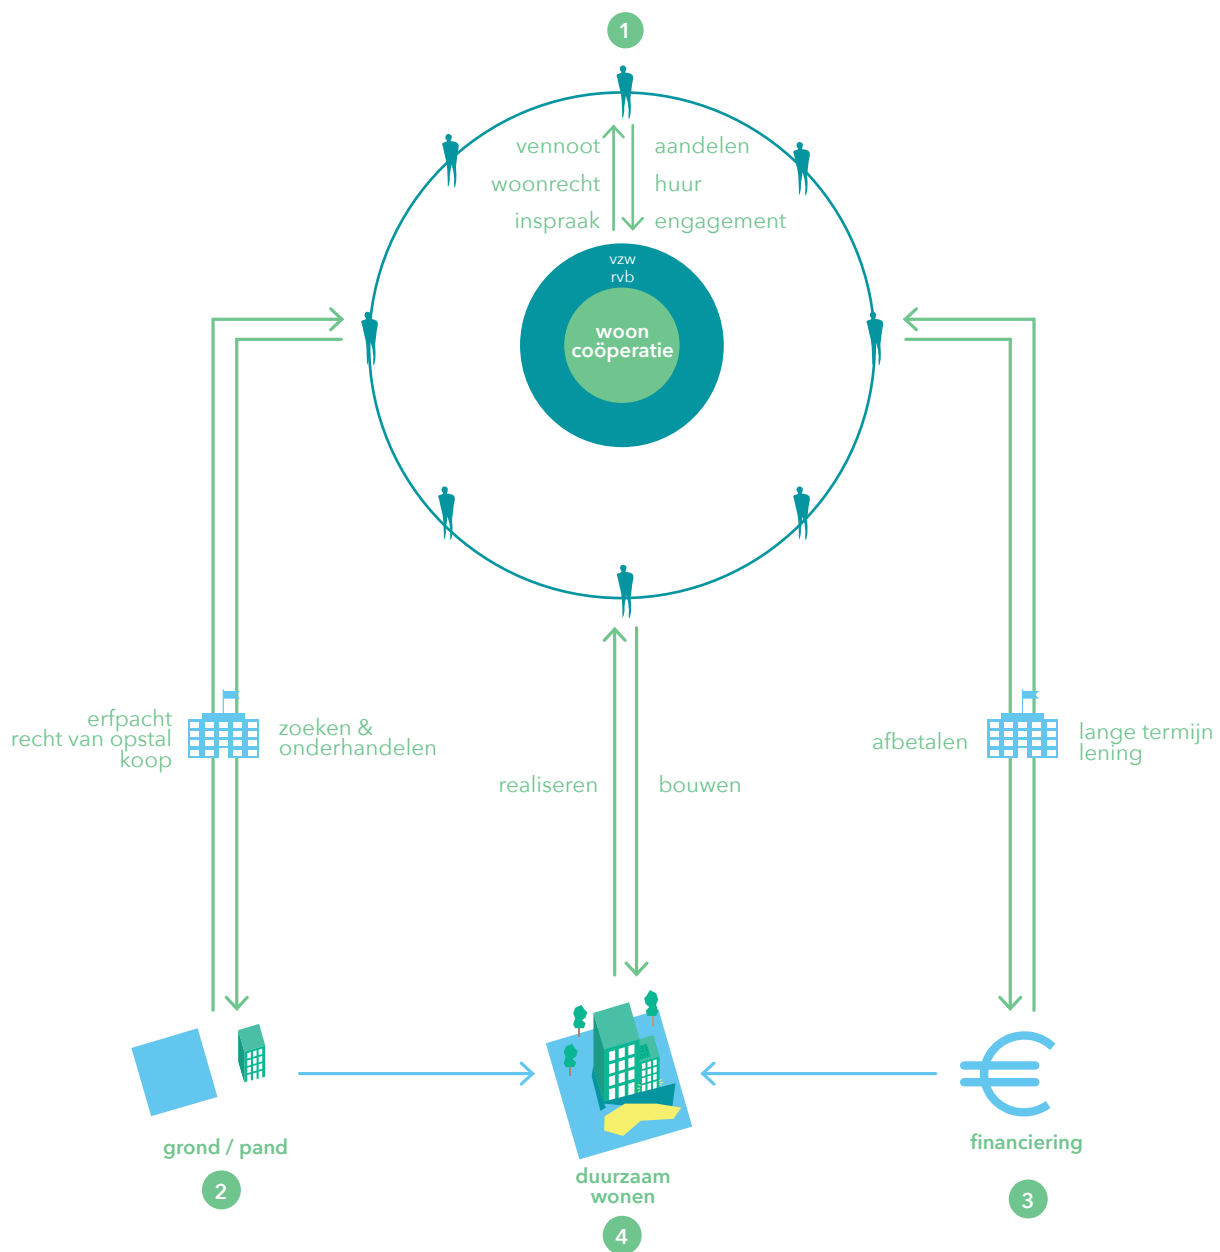 1
vennoot
aandelen
woonrecht
huur
inspraak
engagement
vzw
rvb
woon
coöperatie
erfpacht
recht van opstal
koop
zoeken &
onderhandelen
realiseren
bouwen
afbetalen
lange termijn
lening
grond / pand
2
duurzaam
wonen
4
financiering
3